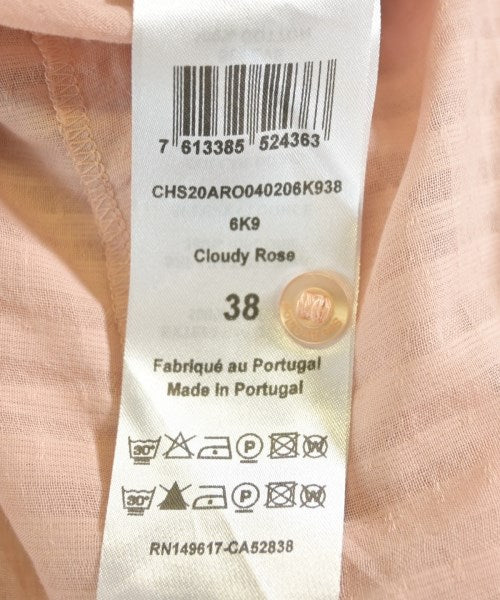 7 613385 524363
CHS20ARO040206K938
6K9
Cloudy Rose
38
Fabriqué au Portugal
Made in Portugal
30° P W
30° P W
RN149617-CA52838